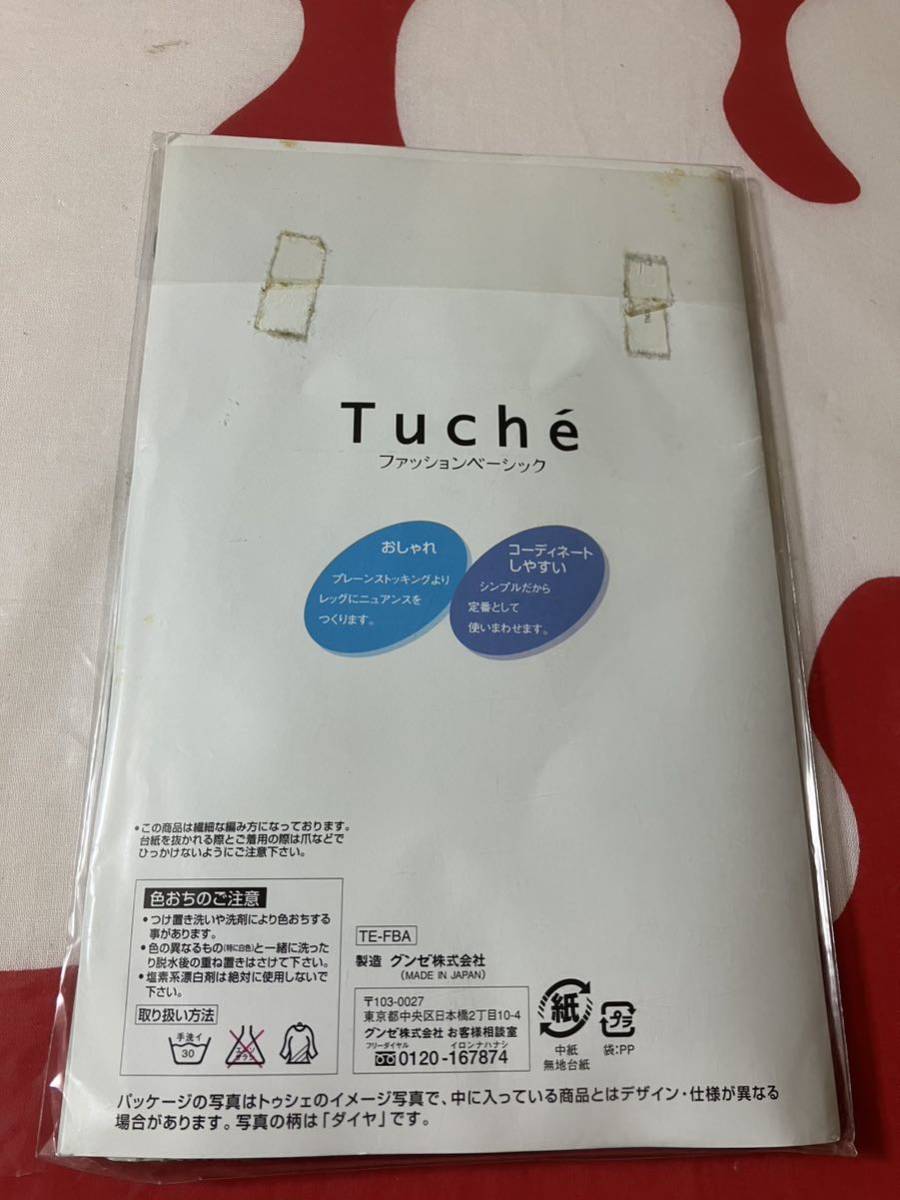 Tuché
ファッションベーシック
おしゃれ
プレーンストッキングより
レッグにニュアンスを
つくります。
コーディネート
しやすい
シンプルだから
定番として
使いまわせます。
•この商品は繊細な編み方になっております。
台紙を抜かれる際とご着用の際は爪などで
ひっかけないようにご注意下さい。
色おちのご注意
•つけ置き洗いや洗剤により色おちする
事があります。
•色の異なるもの(特に白色)と一緒に洗った
り脱水後の重ね置きはさけて下さい。
•塩素系漂白剤は絶対に使用しないで
下さい。
取り扱い方法
手洗イ
30
エンソ
サラシ
TE-FBA
製造 グンゼ株式会社
(MADE IN JAPAN)
〒103-0027
東京都中央区日本橋2丁目10-4
グンゼ株式会社 お客様相談室
フリーダイヤル イロンナハナシ
0120-167874
紙
中紙
無地台紙
プラ
袋:PP
パッケージの写真はトゥシェのイメージ写真で、中に入っている商品とはデザイン・仕様が異なる
場合があります。写真の柄は「ダイヤ」です。